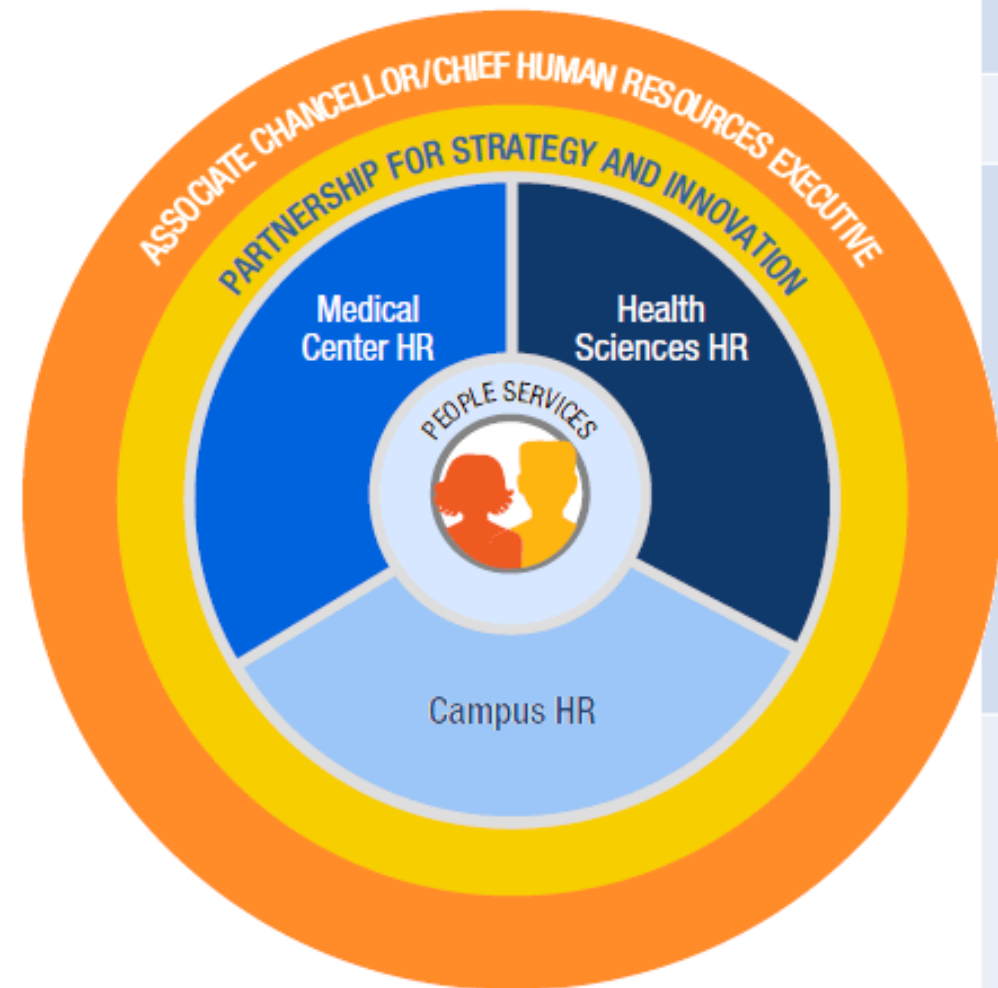 ASSOCIATE CHANCELLOR/CHIEF HUMAN RESOURCES EXECUTIVE
PARTNERSHIP FOR STRATEGY AND INNOVATION
Medical
Center HR
Health
Sciences HR
PEOPLE SERVICES
Campus HR